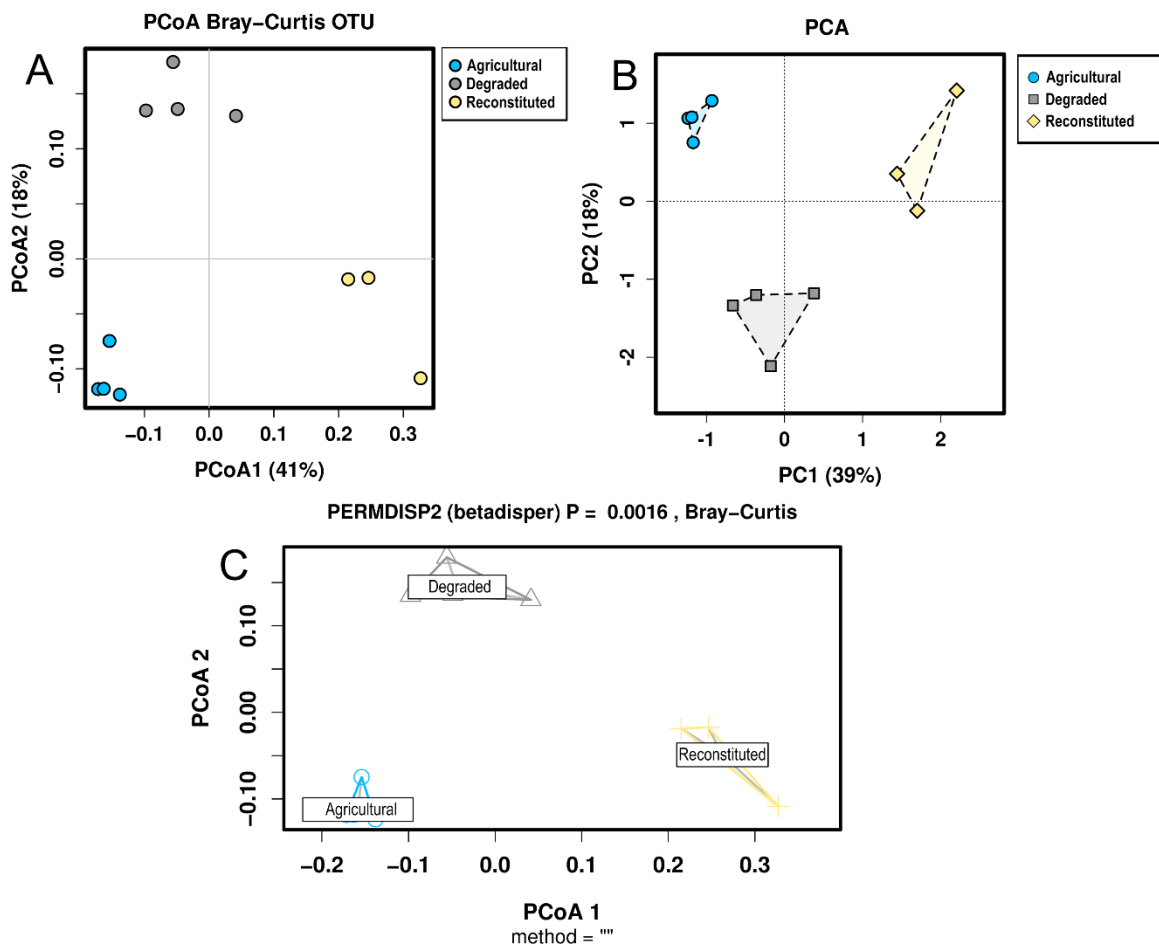 PCoA Bray−Curtis OTU
A
Agricultural
Degraded
Reconstituted
PCoA2 (18%)
0.10
0.00
−0.10
−0.1 0.0 0.1 0.2 0.3
PCoA1 (41%)
PCA
B
Agricultural
Degraded
Reconstituted
PC2 (18%)
1
0
-1
-2
-1 0 1 2
PC1 (39%)
PERMDISP2 (betadisper) P = 0.0016 , Bray−Curtis
C
Degraded
Reconstituted
Agricultural
PCoA 2
0.10
0.00
−0.10
−0.2 −0.1 0.0 0.1 0.2 0.3
PCoA 1
method = ""